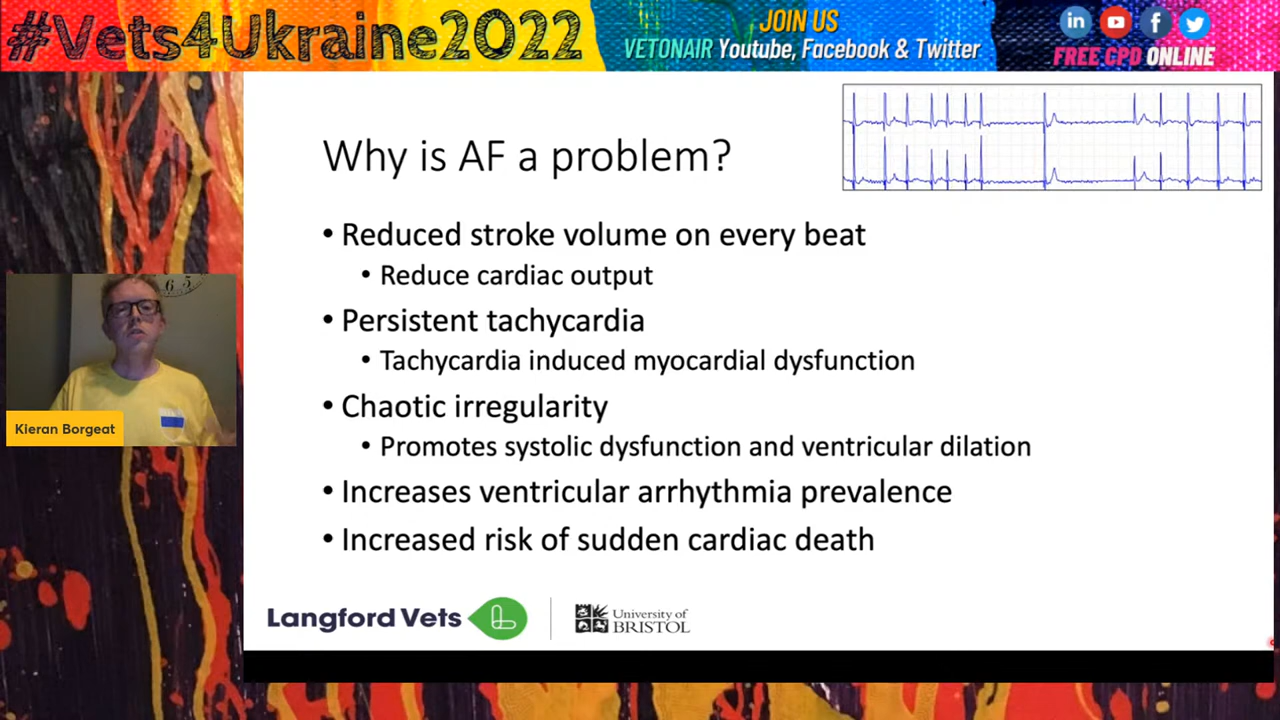 #Vets4Ukraine2022
JOIN US
VETONAIR Youtube, Facebook & Twitter
FREE CPD ONLINE
Why is AF a problem?
• Reduced stroke volume on every beat
• Reduce cardiac output
• Persistent tachycardia
• Tachycardia induced myocardial dysfunction
• Chaotic irregularity
• Promotes systolic dysfunction and ventricular dilation
• Increases ventricular arrhythmia prevalence
• Increased risk of sudden cardiac death
6 5
Kieran Borgeat
Langford Vets
University of
BRISTOL